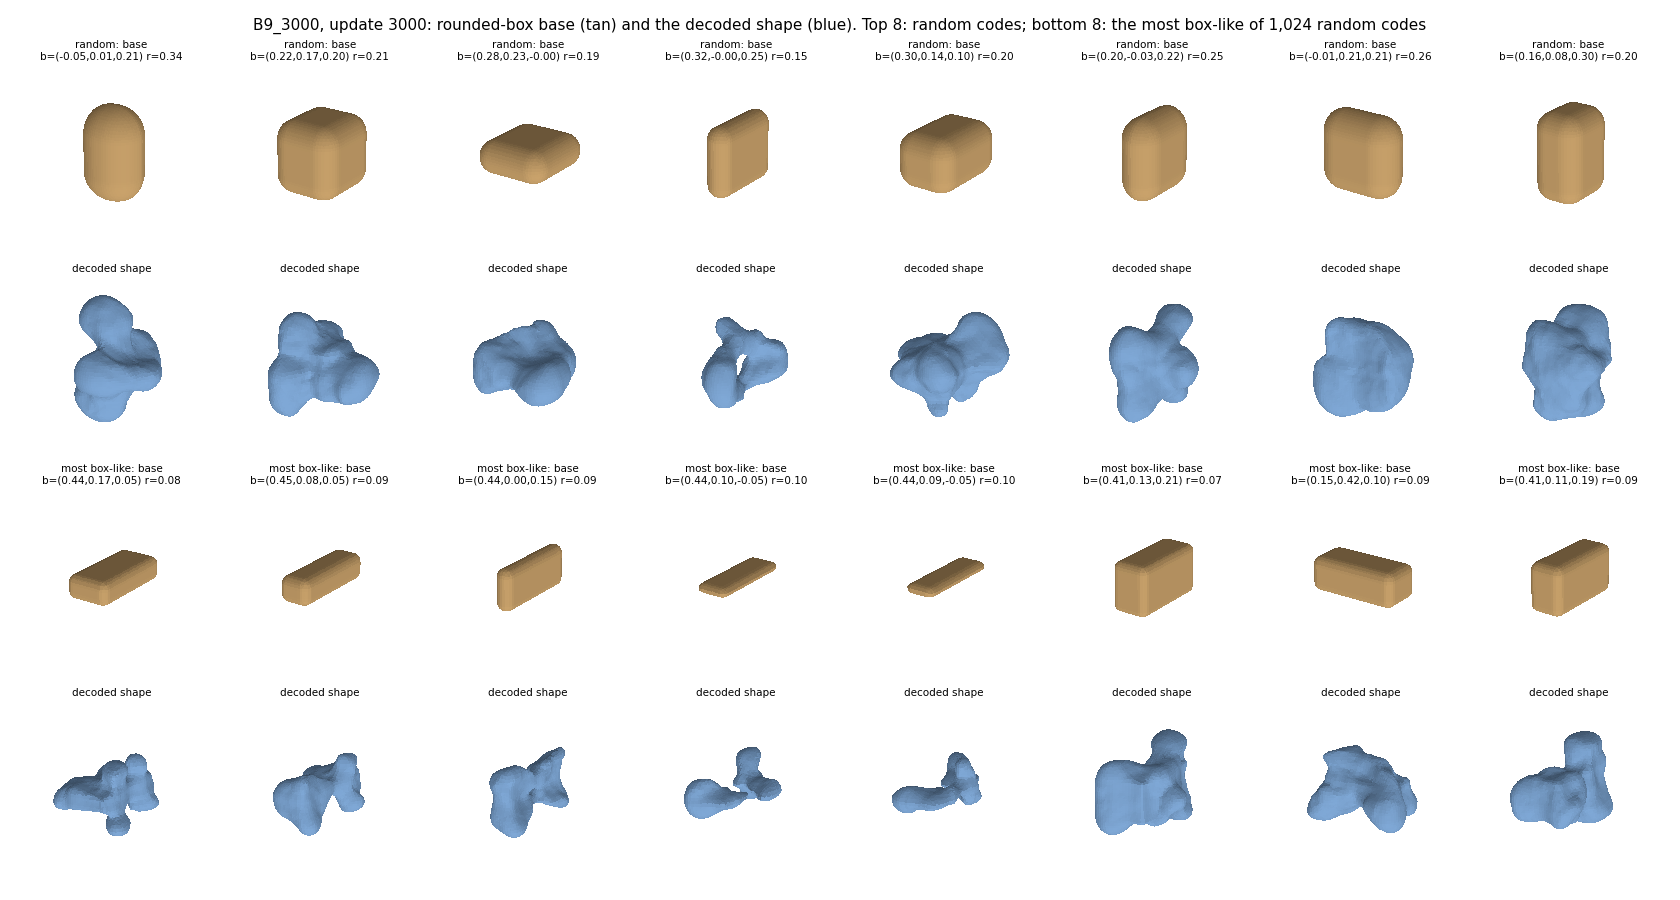 B9_3000, update 3000: rounded-box base (tan) and the decoded shape (blue). Top 8: random codes; bottom 8: the most box-like of 1,024 random codes
random: base
b=(-0.05,0.01,0.21) r=0.34
random: base
b=(0.22,0.17,0.20) r=0.21
random: base
b=(0.28,0.23,-0.00) r=0.19
random: base
b=(0.32,-0.00,0.25) r=0.15
random: base
b=(0.30,0.14,0.10) r=0.20
random: base
b=(0.20,-0.03,0.22) r=0.25
random: base
b=(-0.01,0.21,0.21) r=0.26
random: base
b=(0.16,0.08,0.30) r=0.20
decoded shape
decoded shape
decoded shape
decoded shape
decoded shape
decoded shape
decoded shape
decoded shape
most box-like: base
b=(0.44,0.17,0.05) r=0.08
most box-like: base
b=(0.45,0.08,0.05) r=0.09
most box-like: base
b=(0.44,0.00,0.15) r=0.09
most box-like: base
b=(0.44,0.10,-0.05) r=0.10
most box-like: base
b=(0.44,0.09,-0.05) r=0.10
most box-like: base
b=(0.41,0.13,0.21) r=0.07
most box-like: base
b=(0.15,0.42,0.10) r=0.09
most box-like: base
b=(0.41,0.11,0.19) r=0.09
decoded shape
decoded shape
decoded shape
decoded shape
decoded shape
decoded shape
decoded shape
decoded shape